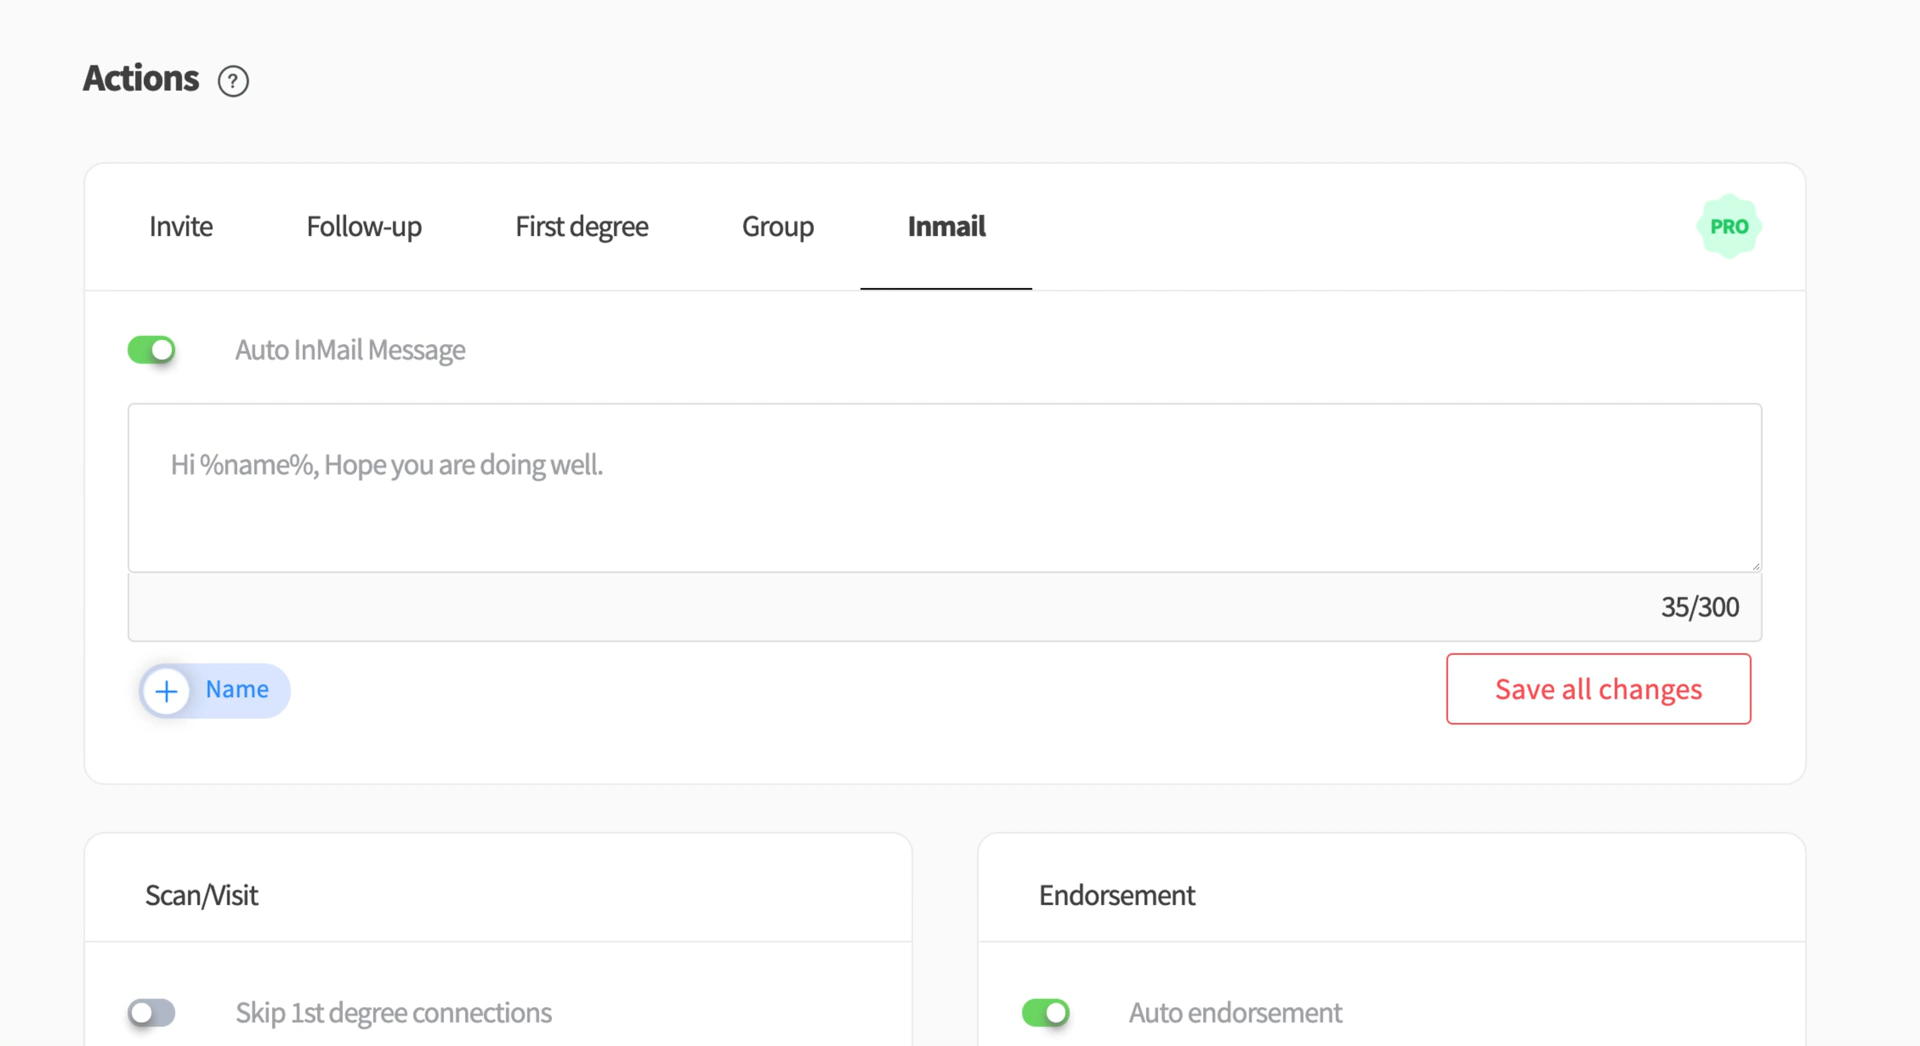 Actions ?
Invite Follow-up First degree Group Inmail PRO
Auto InMail Message
Hi %name%, Hope you are doing well.
35/300
+ Name Save all changes
Scan/Visit Endorsement
Skip 1st degree connections Auto endorsement